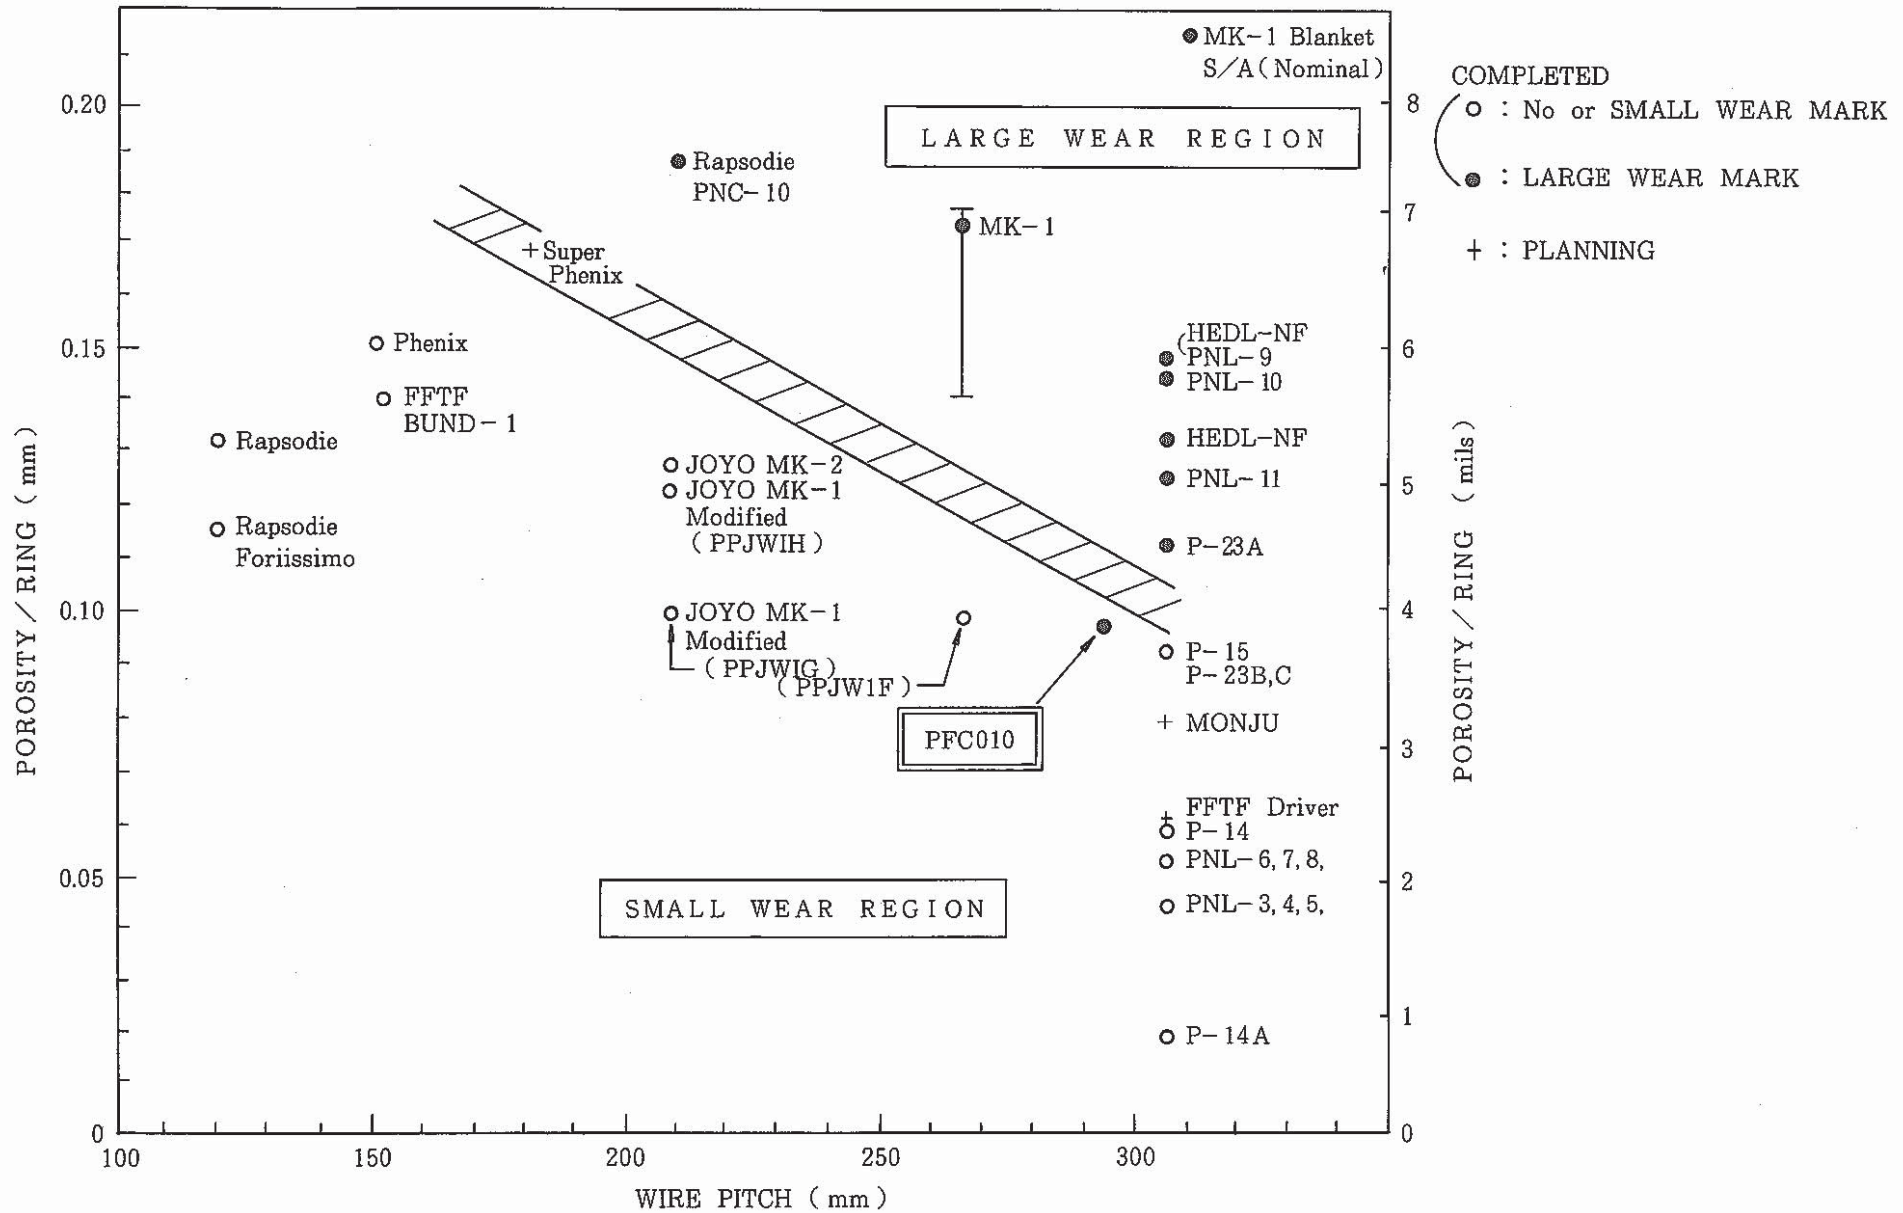 MK-1 Blanket
S/A (Nominal)
COMPLETED
○ : No or SMALL WEAR MARK
● : LARGE WEAR MARK
+ : PLANNING
LARGE WEAR REGION
Rapsodie
PNC-10
MK-1
Super
Phenix
Phenix
FFTF
BUND-1
Rapsodie
Rapsodie
Foriissimo
JOYO MK-2
JOYO MK-1
Modified
(PPJWIH)
JOYO MK-1
Modified
(PPJWIG)
(PPJW1F)
PFC010
HEDL-NF
PNL-9
PNL-10
HEDL-NF
PNL-11
P-23A
P-15
P-23B,C
MONJU
FFTF Driver
P-14
PNL-6,7,8,
PNL-3,4,5,
P-14A
SMALL WEAR REGION
POROSITY/RING (mm)
0.20
0.15
0.10
0.05
0
POROSITY/RING (mils)
8
7
6
5
4
3
2
1
0
100 150 200 250 300
WIRE PITCH (mm)